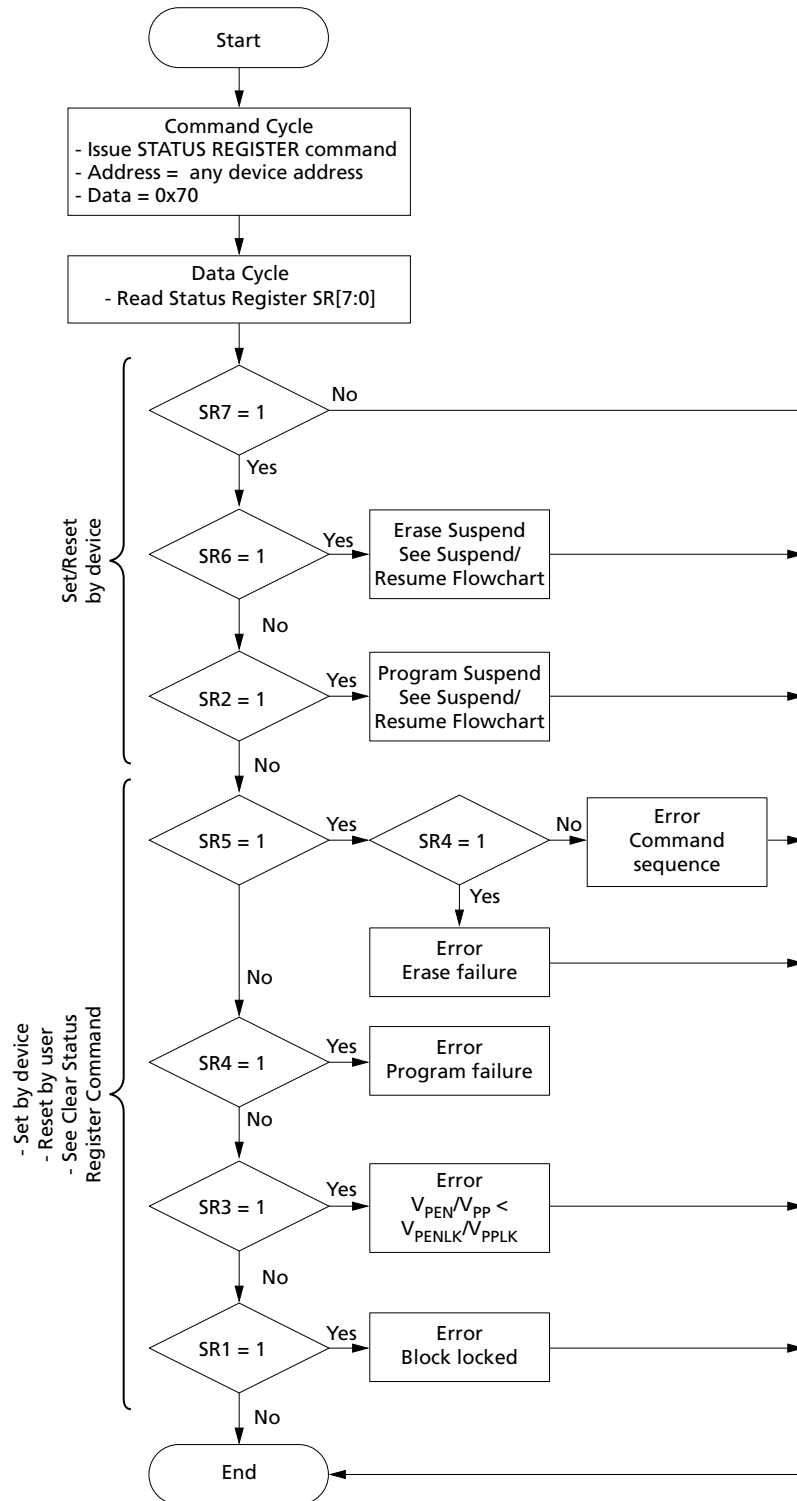 Start
Command Cycle
- Issue STATUS REGISTER command
- Address = any device address
- Data = 0x70
Data Cycle
- Read Status Register SR[7:0]
Set/Reset
by device
SR7 = 1
No
Yes
SR6 = 1
Yes
Erase Suspend
See Suspend/
Resume Flowchart
No
SR2 = 1
Yes
Program Suspend
See Suspend/
Resume Flowchart
No
- Set by device
- Reset by user
- See Clear Status
Register Command
SR5 = 1
Yes
SR4 = 1
No
Error
Command
sequence
Yes
Error
Erase failure
No
SR4 = 1
Yes
Error
Program failure
No
SR3 = 1
Yes
Error
V_PEN/V_PP <
V_PENLK/V_PPLK
No
SR1 = 1
Yes
Error
Block locked
No
End